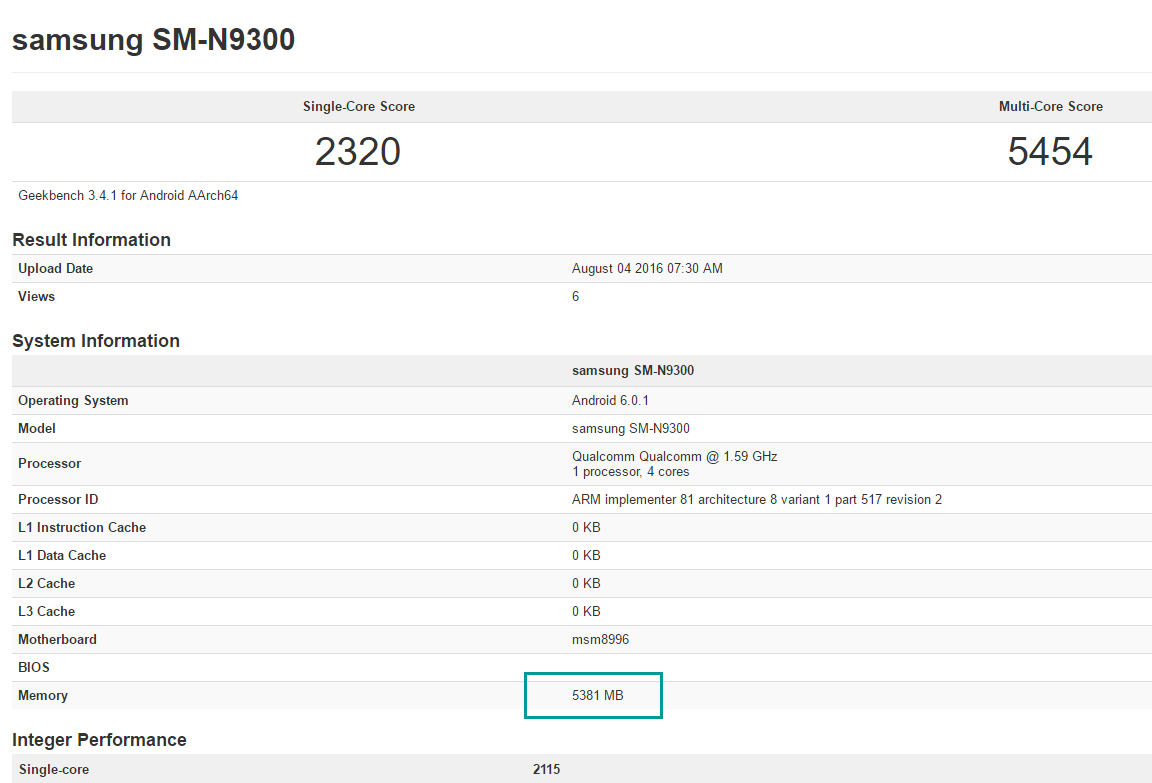 samsung SM-N9300
Single-Core Score Multi-Core Score
2320 5454
Geekbench 3.4.1 for Android AArch64
Result Information
Upload Date August 04 2016 07:30 AM
Views 6
System Information
samsung SM-N9300
Operating System Android 6.0.1
Model samsung SM-N9300
Processor Qualcomm Qualcomm @ 1.59 GHz
1 processor, 4 cores
Processor ID ARM implementer 81 architecture 8 variant 1 part 517 revision 2
L1 Instruction Cache 0 KB
L1 Data Cache 0 KB
L2 Cache 0 KB
L3 Cache 0 KB
Motherboard msm8996
BIOS
Memory 5381 MB
Integer Performance
Single-core 2115